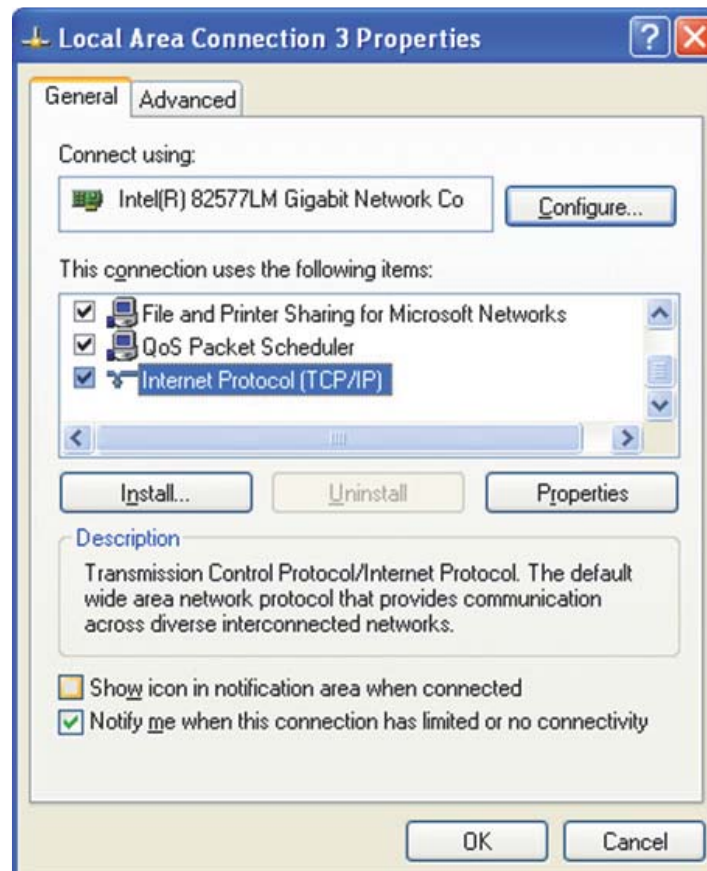 Local Area Connection 3 Properties
General
Advanced
Connect using:
Intel(R) 82577LM Gigabit Network Co
Configure...
This connection uses the following items:
File and Printer Sharing for Microsoft Networks
QoS Packet Scheduler
Internet Protocol (TCP/IP)
Install...
Uninstall
Properties
Description
Transmission Control Protocol/Internet Protocol. The default
wide area network protocol that provides communication
across diverse interconnected networks.
Show icon in notification area when connected
Notify me when this connection has limited or no connectivity
OK
Cancel